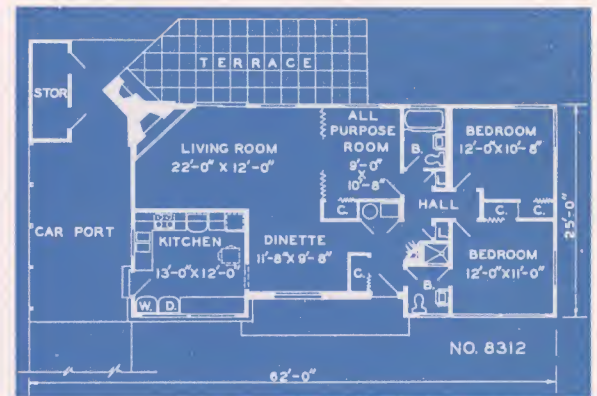 TERRACE
STOR
LIVING ROOM
22'-0" X 12'-0"
ALL
PURPOSE
ROOM
9'-0"
X
10'-8"
B.
BEDROOM
12'-0"X10'-8"
HALL
C.
C.
C.
CAR PORT
KITCHEN
13'-0"X12'-0"
DINETTE
11'-8"X9'-8"
C.
B.
BEDROOM
12'-0"X11'-0"
W.
D.
25'-0"
NO. 8312
62'-0"